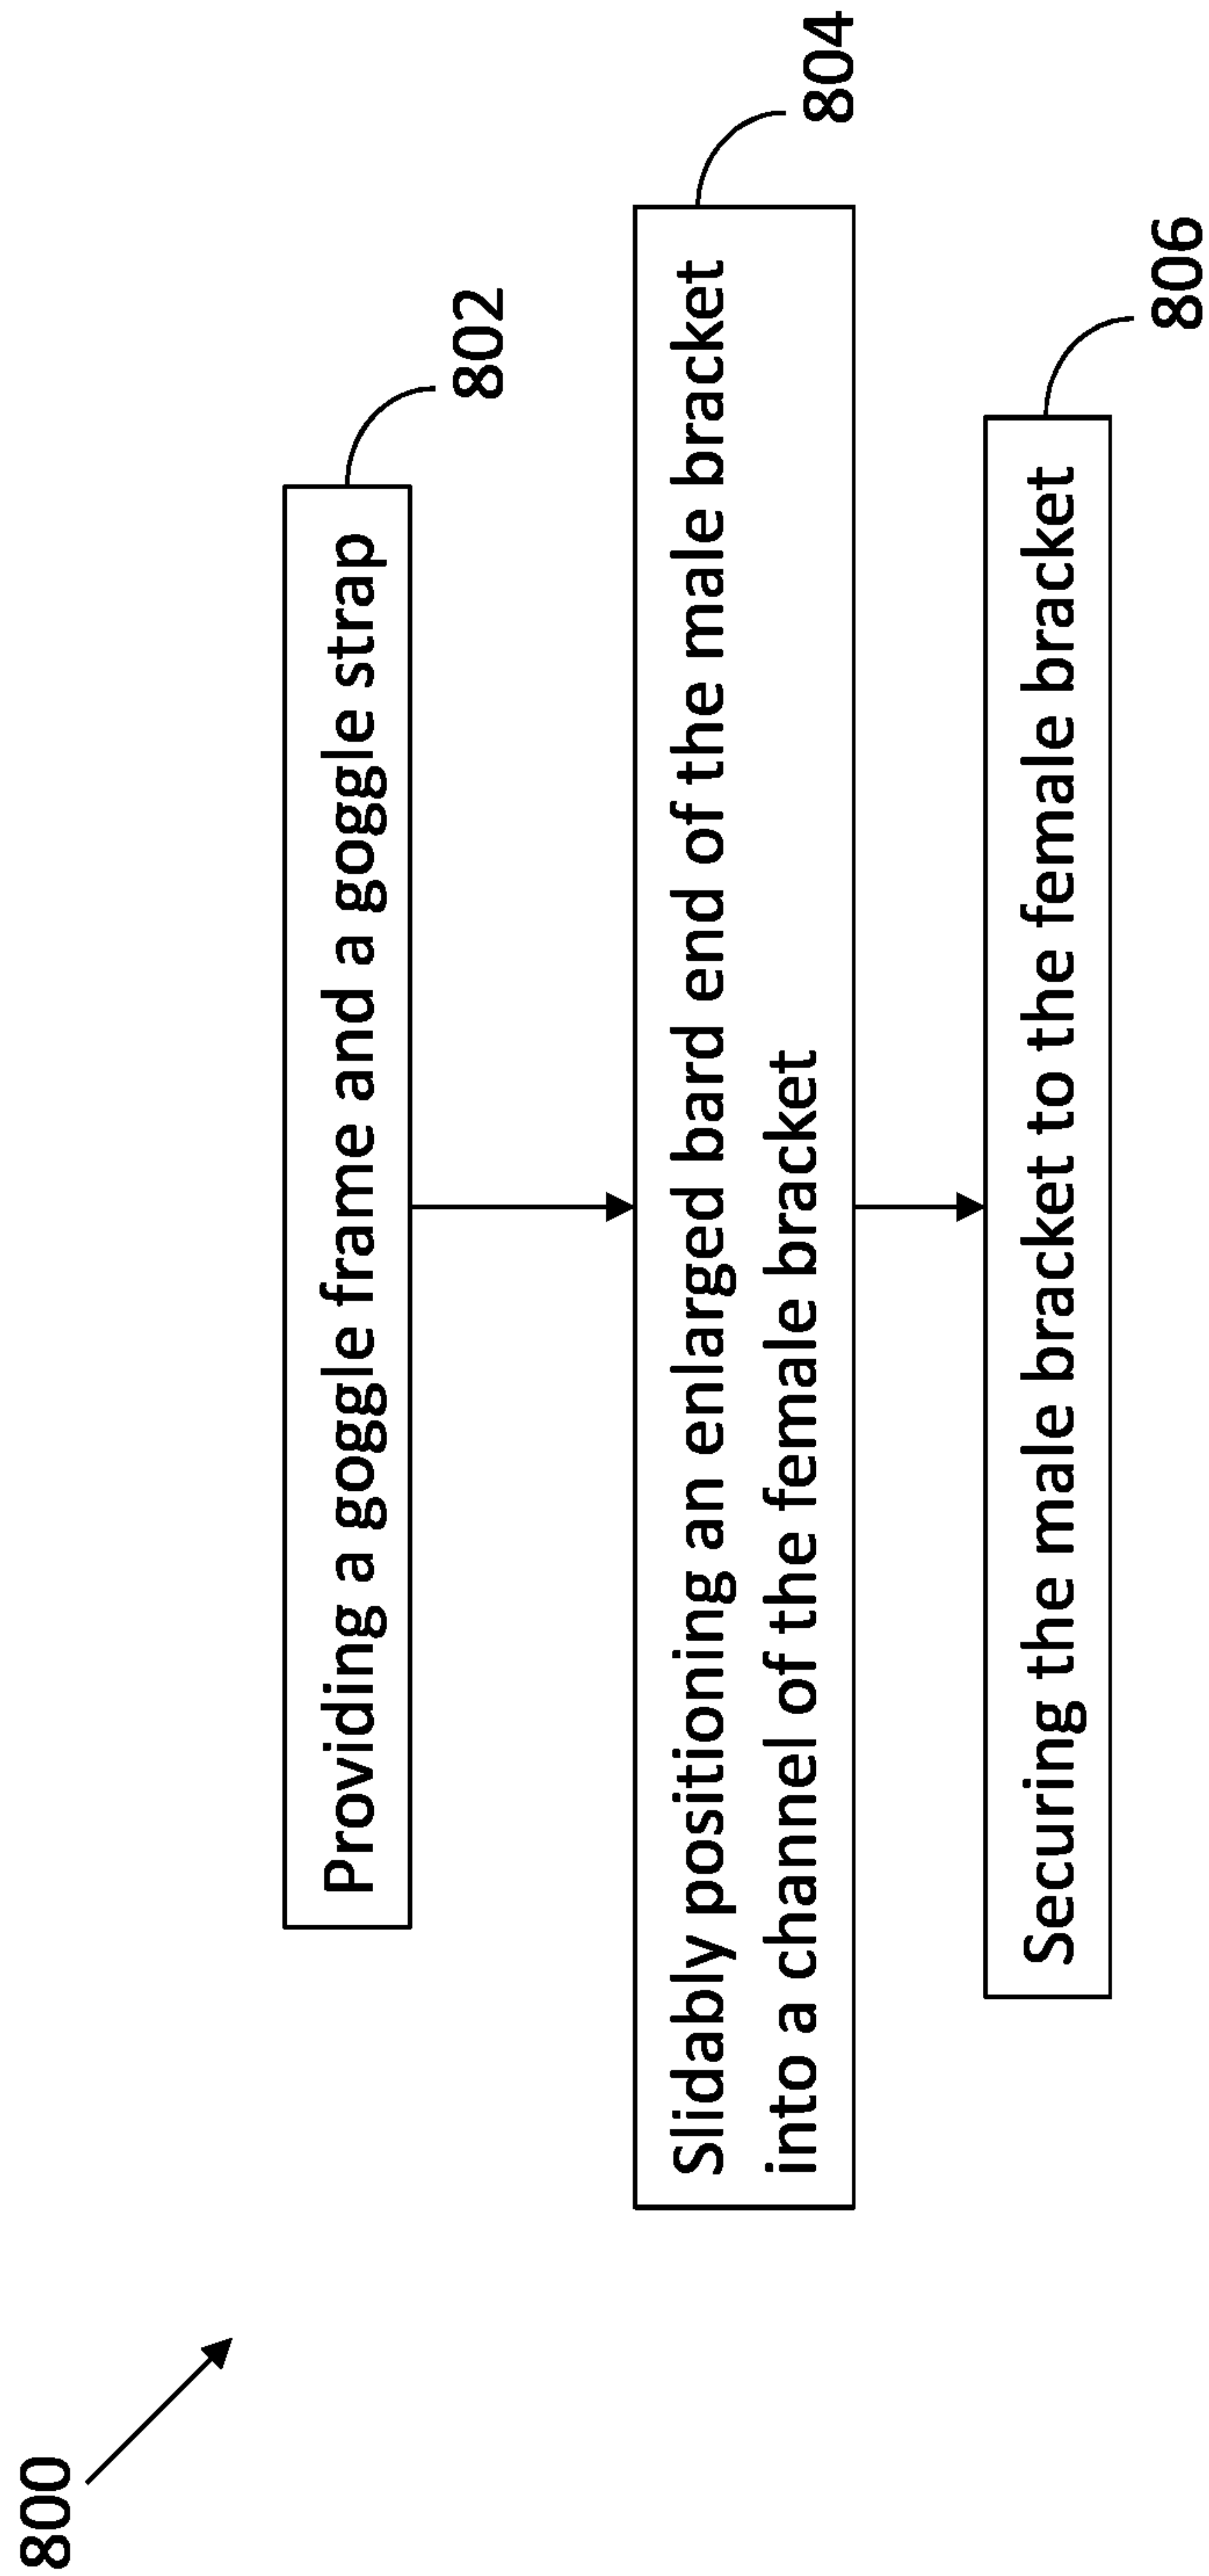 800
Providing a goggle frame and a goggle strap
802
Slidably positioning an enlarged bard end of the male bracket
into a channel of the female bracket
804
Securing the male bracket to the female bracket
806